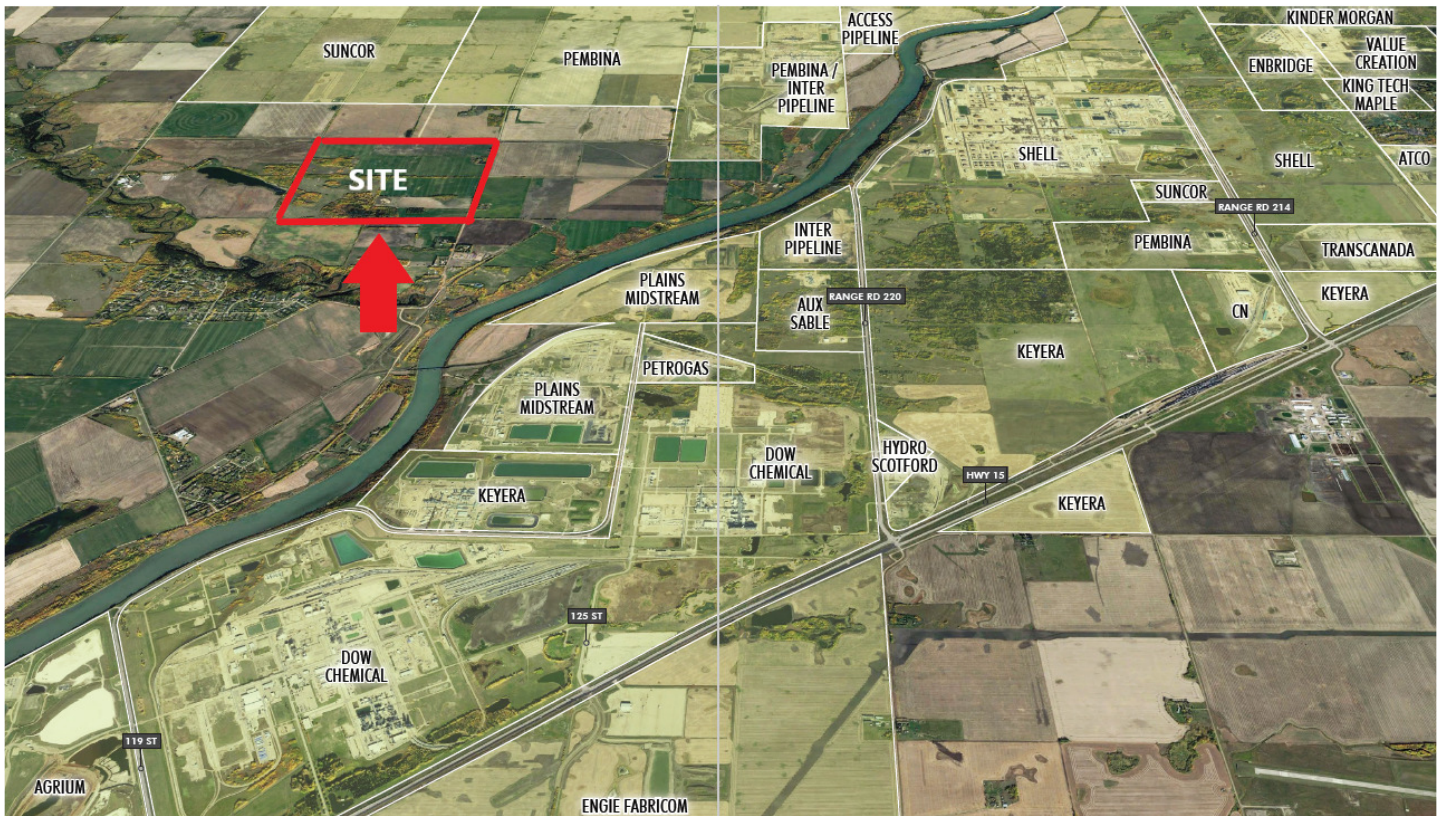 KINDER MORGAN
ACCESS
PIPELINE
SUNCOR
PEMBINA
VALUE
CREATION
ENBRIDGE
PEMBINA /
INTER
PIPELINE
KING TECH
MAPLE
SHELL
SHELL
ATCO
SITE
SUNCOR
RANGE RD 214
INTER
PIPELINE
PEMBINA
TRANSCANADA
PLAINS
MIDSTREAM
RANGE RD 220
KEYERA
AUX
SABLE
CN
KEYERA
PETROGAS
PLAINS
MIDSTREAM
DOW
CHEMICAL
HYDRO
SCOTFORD
HWY 15
KEYERA
KEYERA
125 ST
DOW
CHEMICAL
119 ST
AGRIUM
ENGIE FABRICOM